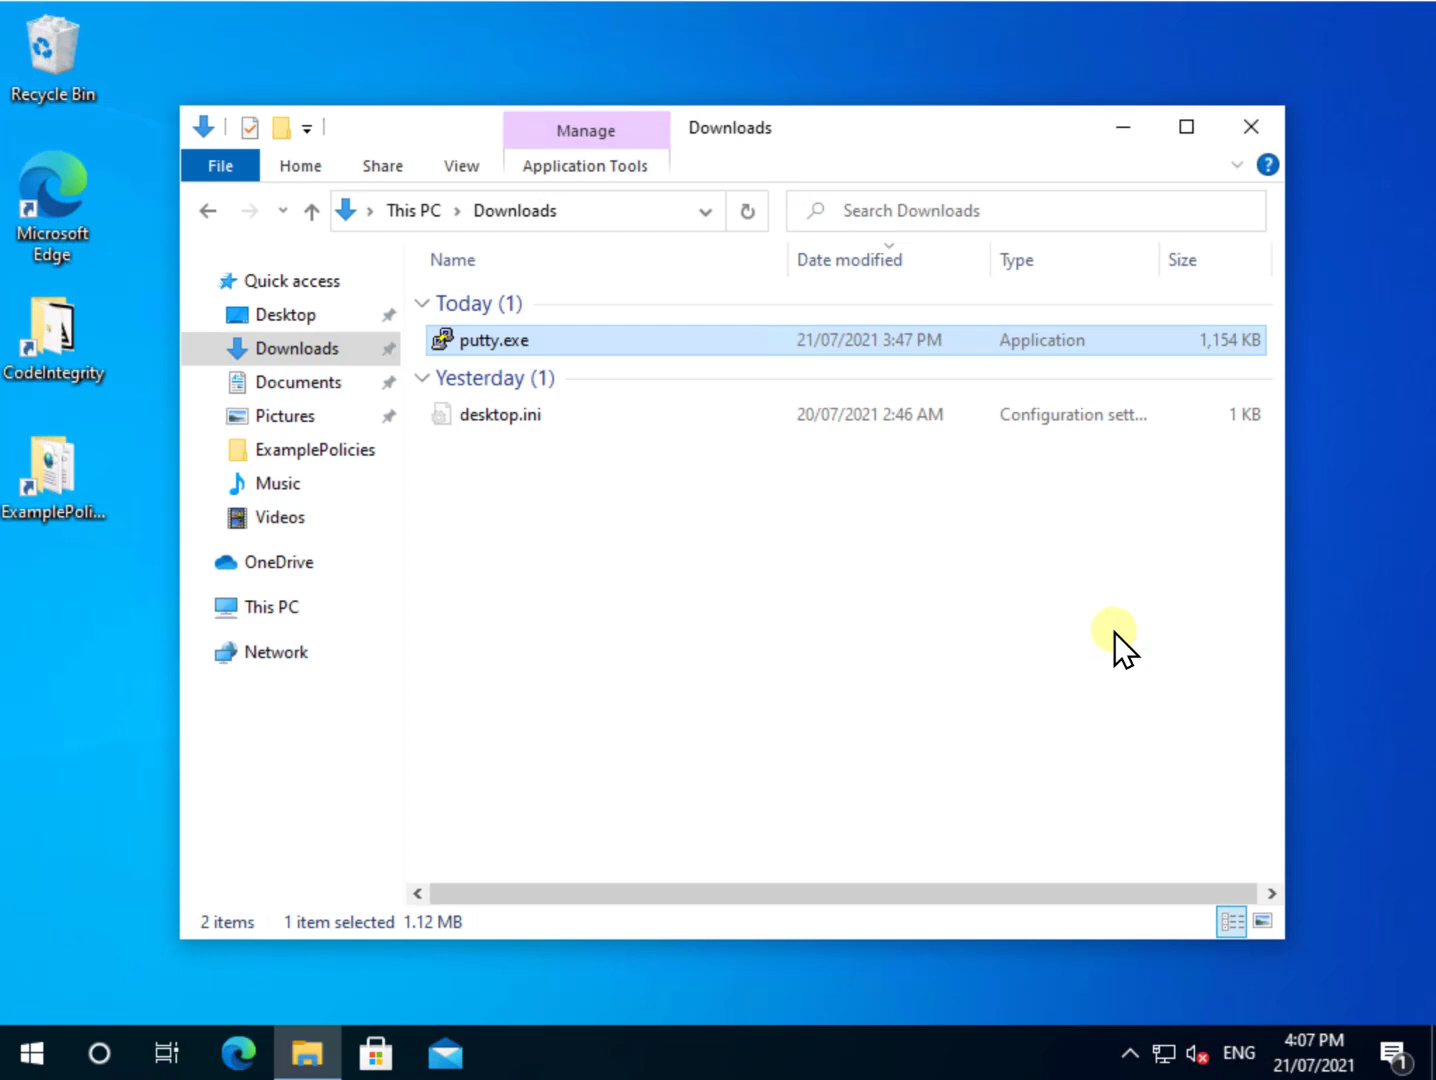 Recycle Bin
Microsoft
Edge
CodeIntegrity
ExamplePoli...
Manage
Downloads
File
Home
Share
View
Application Tools
This PC
Downloads
Search Downloads
Name
Date modified
Type
Size
Quick access
Desktop
Downloads
Documents
Pictures
ExamplePolicies
Music
Videos
OneDrive
This PC
Network
Today (1)
putty.exe
21/07/2021 3:47 PM
Application
1,154 KB
Yesterday (1)
desktop.ini
20/07/2021 2:46 AM
Configuration sett...
1 KB
2 items
1 item selected
1.12 MB
ENG
4:07 PM
21/07/2021
1